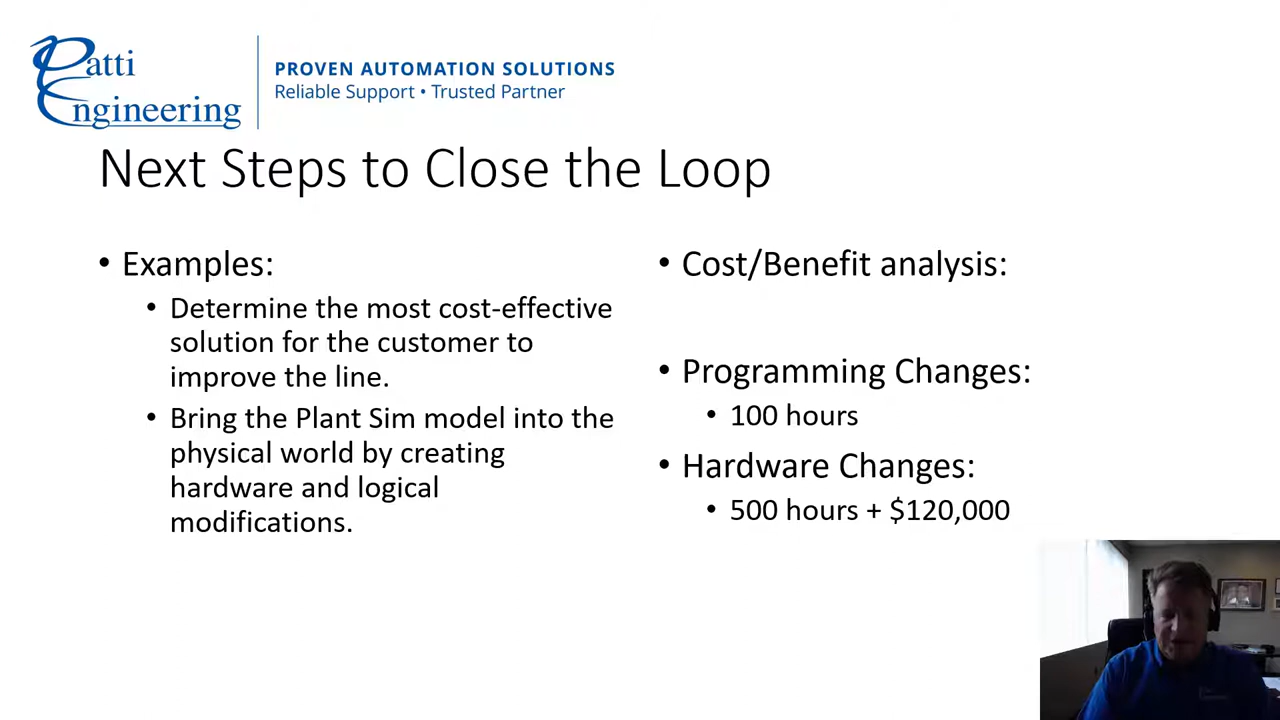 Patti
Engineering
PROVEN AUTOMATION SOLUTIONS
Reliable Support • Trusted Partner
Next Steps to Close the Loop
• Examples:
• Determine the most cost-effective
solution for the customer to
improve the line.
• Bring the Plant Sim model into the
physical world by creating
hardware and logical
modifications.
• Cost/Benefit analysis:
• Programming Changes:
• 100 hours
• Hardware Changes:
• 500 hours + $120,000